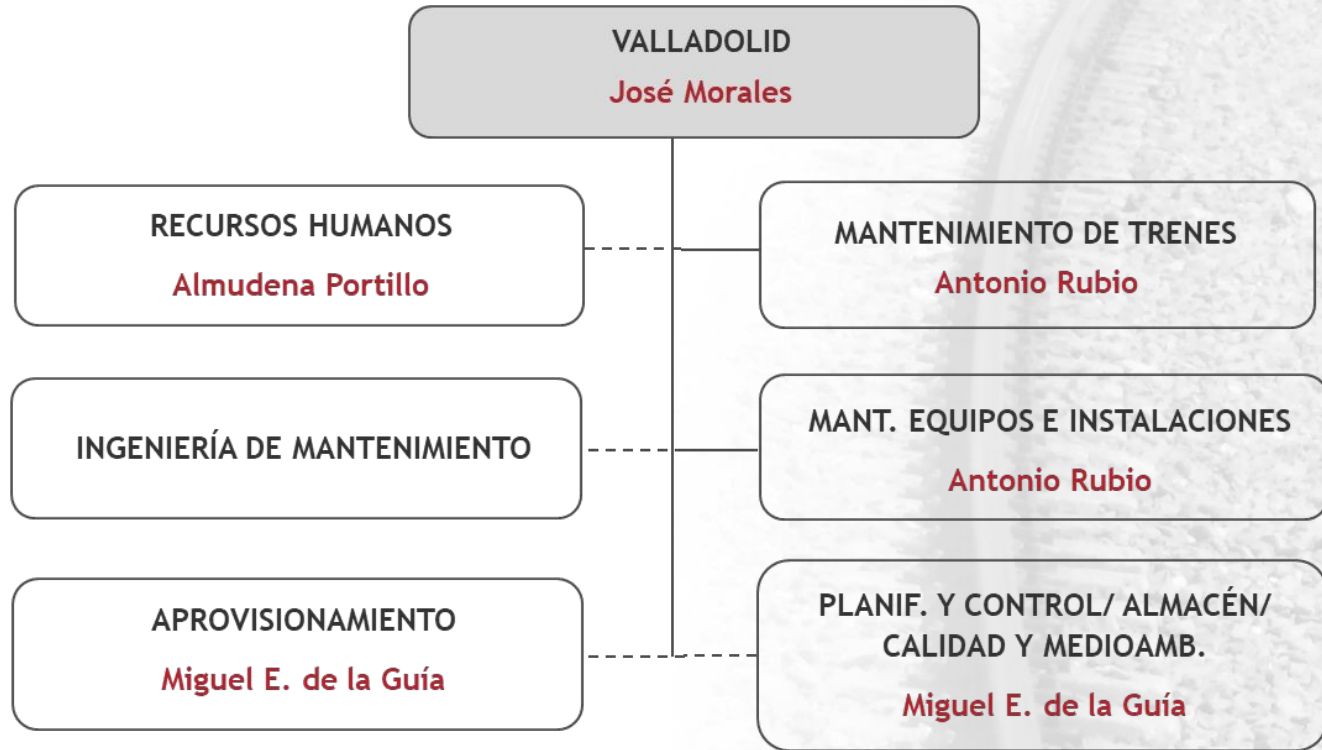 VALLADOLID
José Morales
RECURSOS HUMANOS
Almudena Portillo
MANTENIMIENTO DE TRENES
Antonio Rubio
INGENIERÍA DE MANTENIMIENTO
MANT. EQUIPOS E INSTALACIONES
Antonio Rubio
APROVISIONAMIENTO
Miguel E. de la Guía
PLANIF. Y CONTROL/ ALMACÉN/
CALIDAD Y MEDIOAMB.
Miguel E. de la Guía